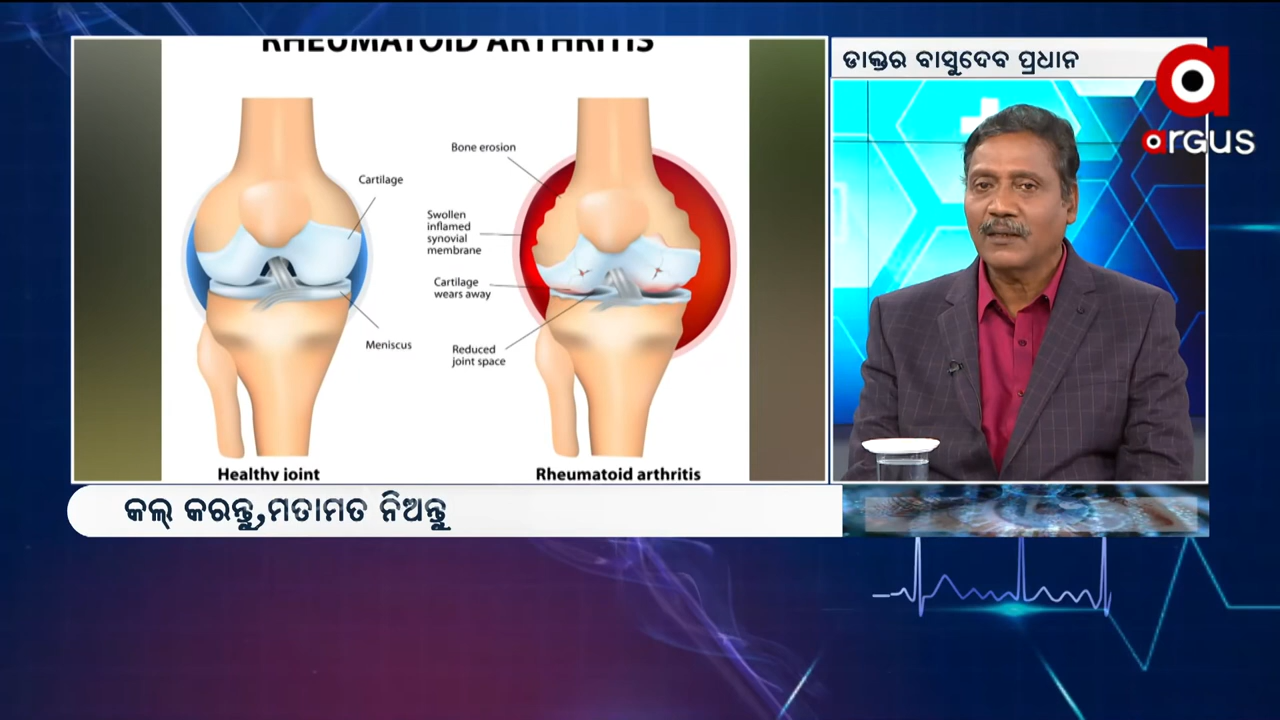 RHEUMATOID ARTHRITIS
Cartilage
Meniscus
Healthy joint
Bone erosion
Swollen
inflamed
synovial
membrane
Cartilage
wears away
Reduced
joint space
Rheumatoid arthritis
ଡାକ୍ତର ବାସୁଦେବ ପ୍ରଧାନ
argus
କଲ୍ କରନ୍ତୁ,ମତାମତ ନିଅନ୍ତୁ